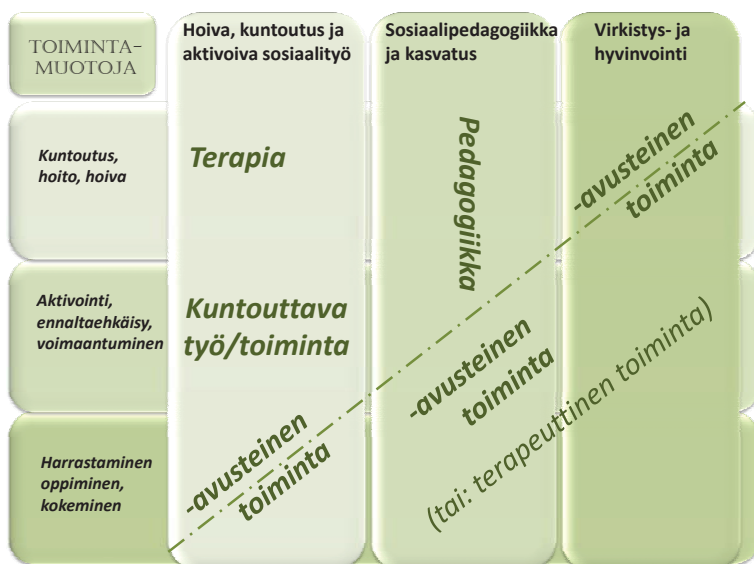 TOIMINTA-
MUOTOJA
Hoiva, kuntoutus ja
aktivoiva sosiaalityö
Sosiaalipedagogiikka
ja kasvatus
Virkistys- ja
hyvinvointi
Kuntoutus,
hoito, hoiva
Terapia
Pedagogiikka
-avusteinen
toiminta
Aktivointi,
ennaltaehkäisy,
voimaantuminen
Kuntouttava
työ/toiminta
-avusteinen
toiminta
Harrastaminen
oppiminen,
kokeminen
-avusteinen
toiminta
(tai: terapeuttinen toiminta)